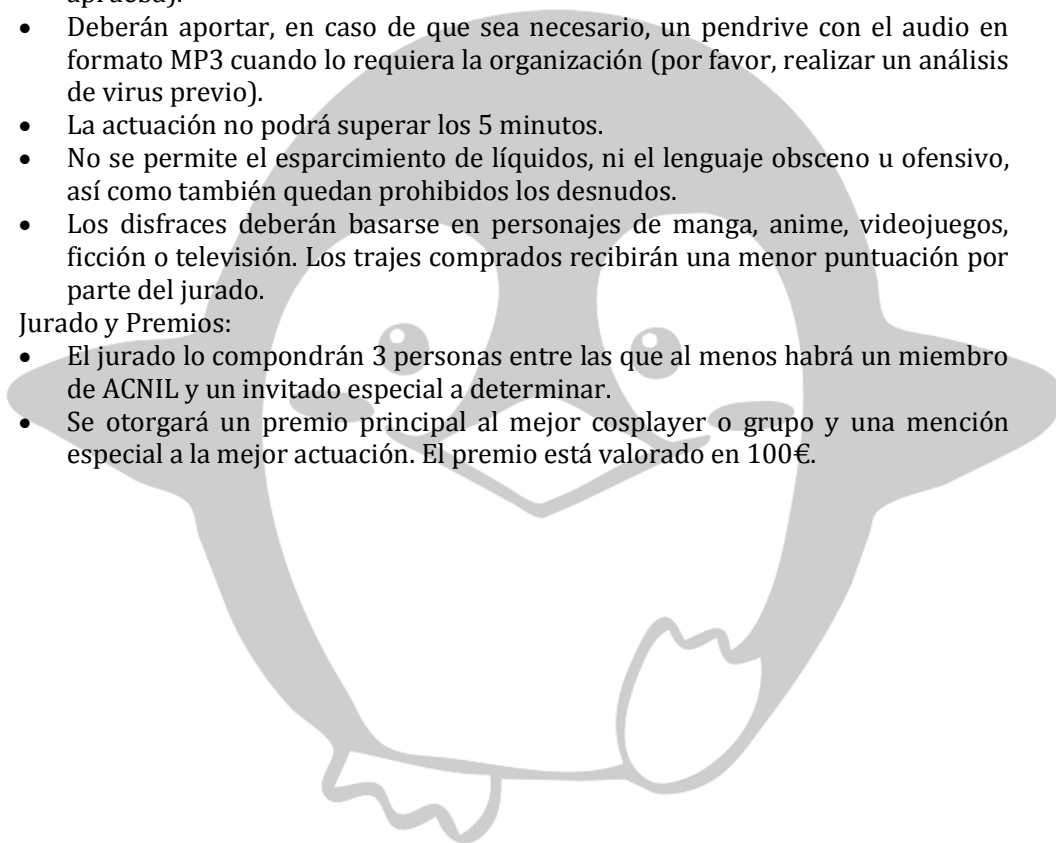 • Deberán aportar, en caso de que sea necesario, un pendrive con el audio en
formato MP3 cuando lo requiera la organización (por favor, realizar un análisis
de virus previo).
• La actuación no podrá superar los 5 minutos.
• No se permite el esparcimiento de líquidos, ni el lenguaje obsceno u ofensivo,
así como también quedan prohibidos los desnudos.
• Los disfraces deberán basarse en personajes de manga, anime, videojuegos,
ficción o televisión. Los trajes comprados recibirán una menor puntuación por
parte del jurado.
Jurado y Premios:
• El jurado lo compondrán 3 personas entre las que al menos habrá un miembro
de ACNIL y un invitado especial a determinar.
• Se otorgará un premio principal al mejor cosplayer o grupo y una mención
especial a la mejor actuación. El premio está valorado en 100€.